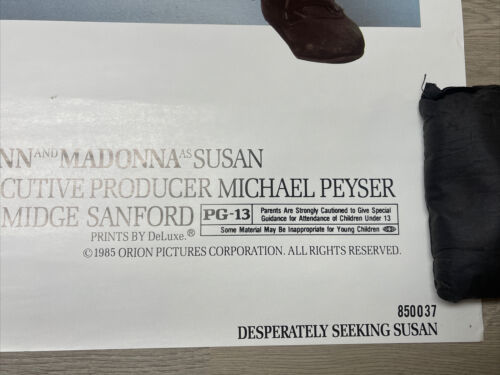 NN AND MADONNA AS SUSAN
CUTIVE PRODUCER MICHAEL PEYSER
MIDGE SANFORD PG-13 Parents Are Strongly Cautioned to Give Special
Guidance for Attendance of Children Under 13
Some Material May Be Inappropriate for Young Children
PRINTS BY DeLuxe.®
©1985 ORION PICTURES CORPORATION. ALL RIGHTS RESERVED.
850037
DESPERATELY SEEKING SUSAN